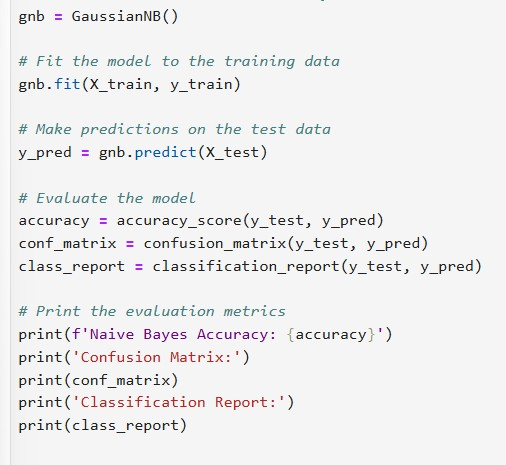 gnb = GaussianNB()
# Fit the model to the training data
gnb.fit(X_train, y_train)
# Make predictions on the test data
y_pred = gnb.predict(X_test)
# Evaluate the model
accuracy = accuracy_score(y_test, y_pred)
conf_matrix = confusion_matrix(y_test, y_pred)
class_report = classification_report(y_test, y_pred)
# Print the evaluation metrics
print(f'Naive Bayes Accuracy: {accuracy}')
print('Confusion Matrix:')
print(conf_matrix)
print('Classification Report:')
print(class_report)